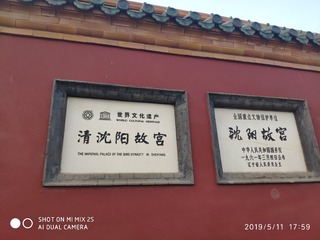 世界文化遗产
WORLD CULTURAL HERITAGE
清沈阳故宫
THE IMPERIAL PALACE OF THE QING DYNASTY IN SHENYANG
全国重点文物保护单位
沈阳故宫
中华人民共和国国务院
一九六一年三月四日公布
SHOT ON MI MIX 2S
AI DUAL CAMERA
2019/5/11 17:59